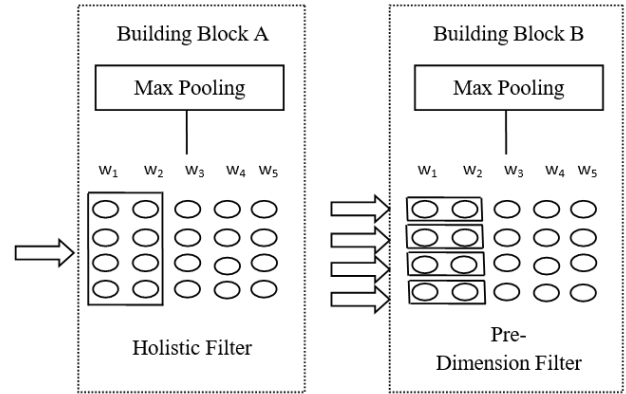 Building Block A
Max Pooling
w₁ w₂ w₃ w₄ w₅
Holistic Filter
Building Block B
Max Pooling
w₁ w₂ w₃ w₄ w₅
Pre-
Dimension Filter